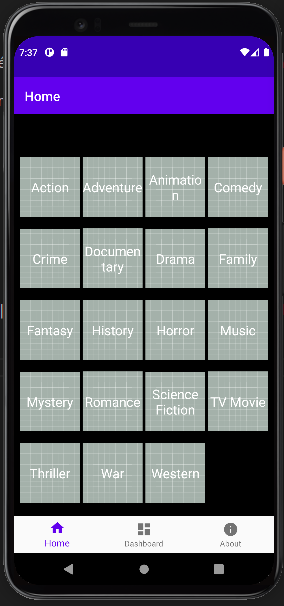 7:37
Home
Action Adventure Animatio Comedy
n
Crime Documen Drama Family
tary
Fantasy History Horror Music
Mystery Romance Science TV Movie
Fiction
Thriller War Western
Home Dashboard About